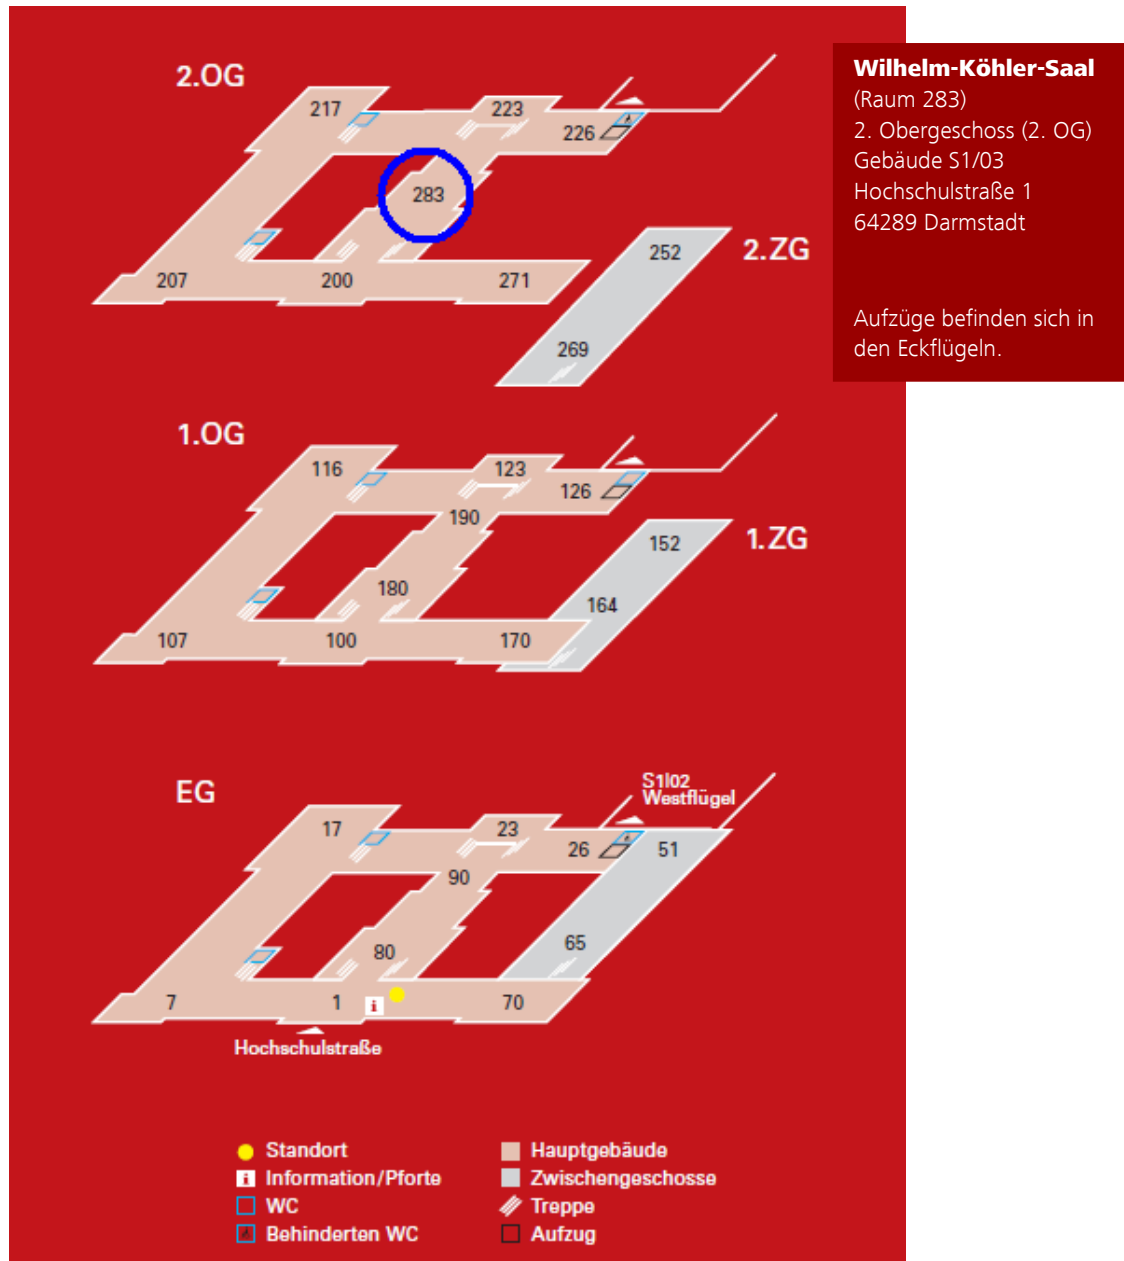 2.OG
217
223
226
283
207
200
271
252
2.ZG
269
Wilhelm-Köhler-Saal
(Raum 283)
2. Obergeschoss (2. OG)
Gebäude S1/03
Hochschulstraße 1
64289 Darmstadt
Aufzüge befinden sich in
den Eckflügeln.
1.OG
116
123
126
190
180
107
100
170
152
1.ZG
164
EG
S1|02
Westflügel
17
23
26
51
90
80
65
7
1
i
70
Hochschulstraße
Standort
i Information/Pforte
WC
Behinderten WC
Hauptgebäude
Zwischengeschosse
Treppe
Aufzug